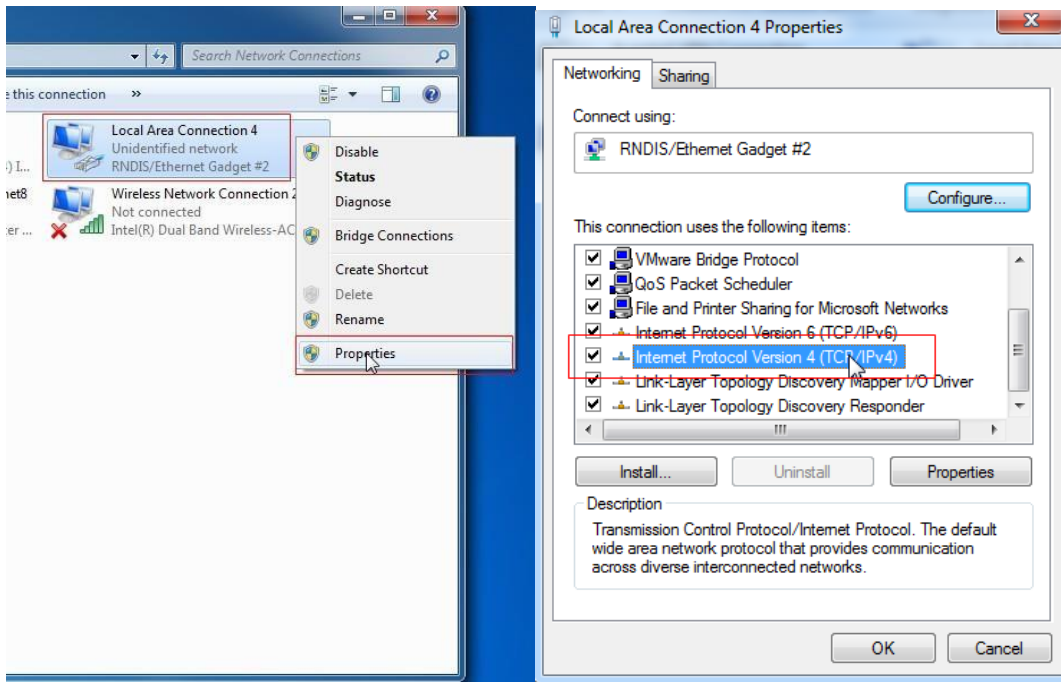 Search Network Connections
e this connection »
Local Area Connection 4
Unidentified network
RNDIS/Ethernet Gadget #2
) I...
net8
Wireless Network Connection 2
Not connected
er ...
Intel(R) Dual Band Wireless-AC
Disable
Status
Diagnose
Bridge Connections
Create Shortcut
Delete
Rename
Properties
Local Area Connection 4 Properties
Networking
Sharing
Connect using:
RNDIS/Ethernet Gadget #2
Configure...
This connection uses the following items:
VMware Bridge Protocol
QoS Packet Scheduler
File and Printer Sharing for Microsoft Networks
Internet Protocol Version 6 (TCP/IPv6)
Internet Protocol Version 4 (TCP/IPv4)
Link-Layer Topology Discovery Mapper I/O Driver
Link-Layer Topology Discovery Responder
Install...
Uninstall
Properties
Description
Transmission Control Protocol/Internet Protocol. The default
wide area network protocol that provides communication
across diverse interconnected networks.
OK
Cancel